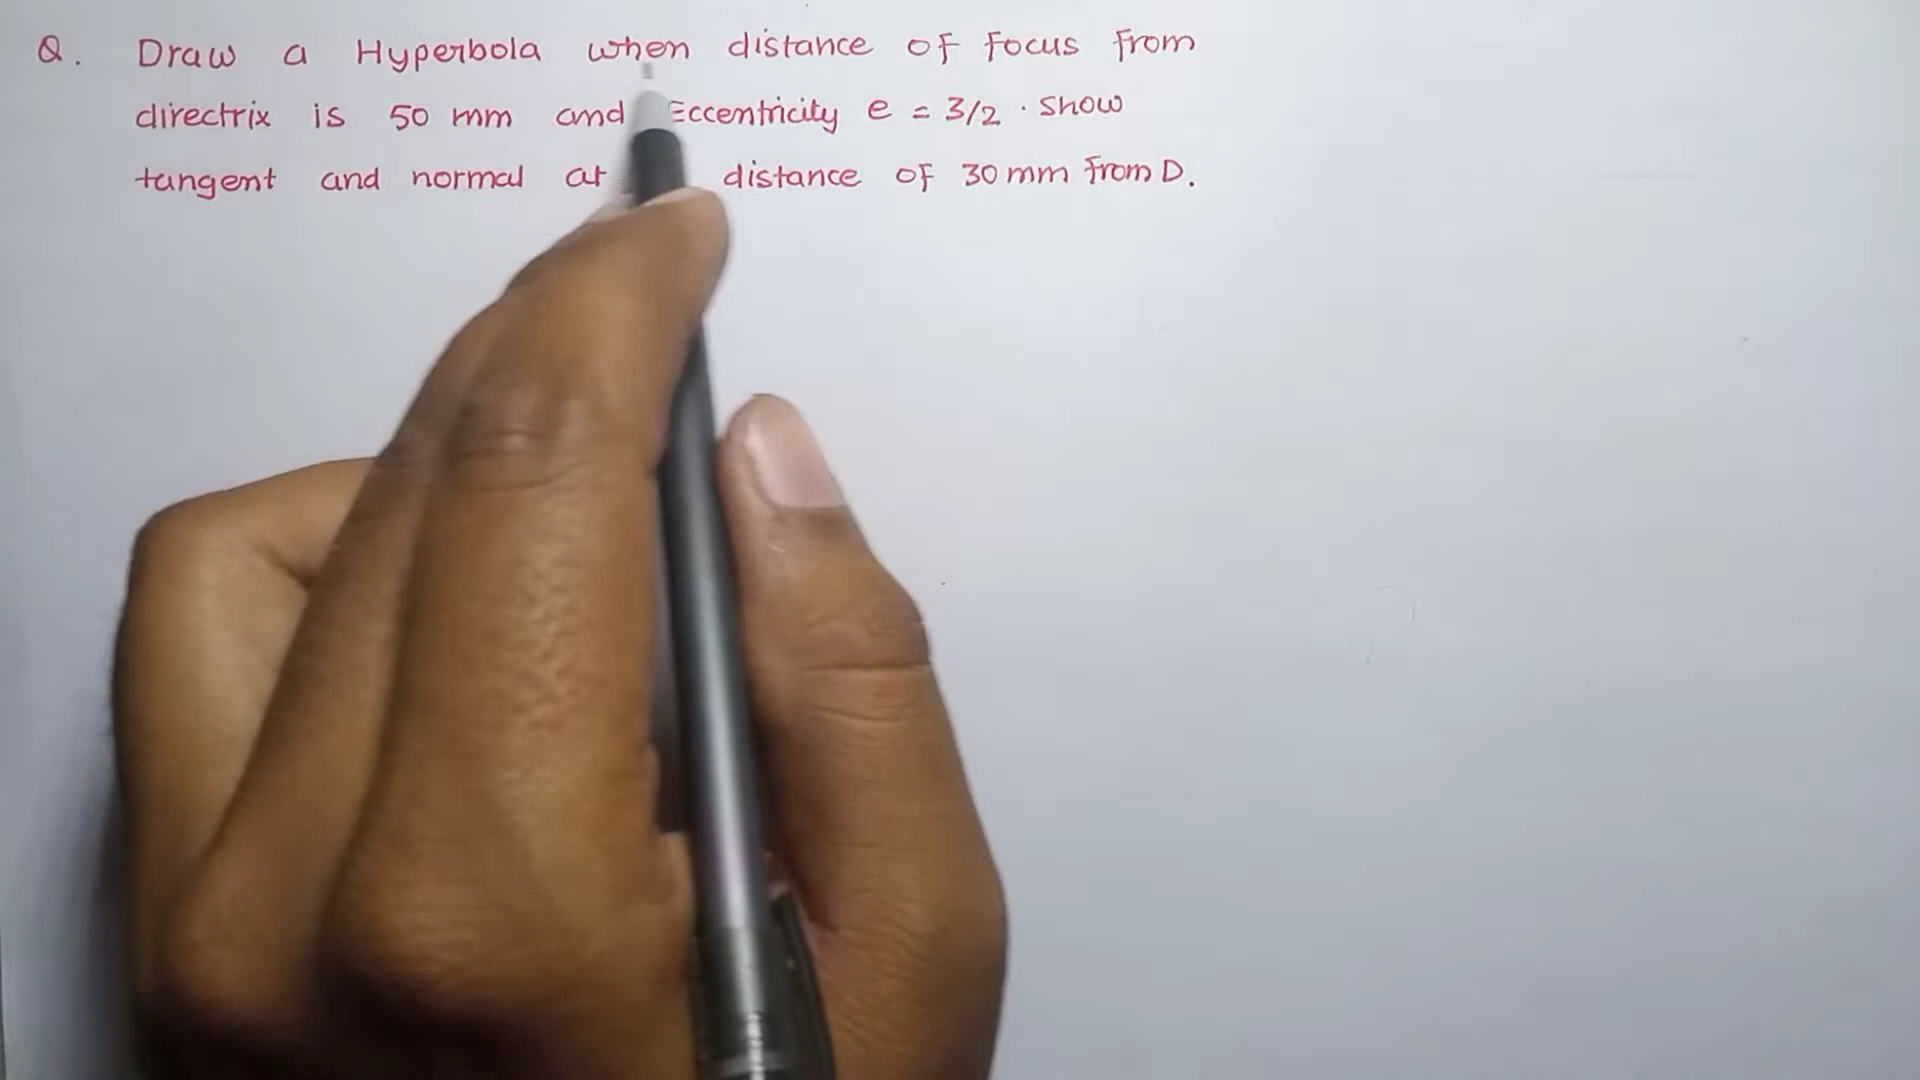 Q. Draw a Hyperbola when distance of focus from
directrix is 50 mm and Eccentricity e = 3/2 . Show
tangent and normal at distance of 30 mm from D.